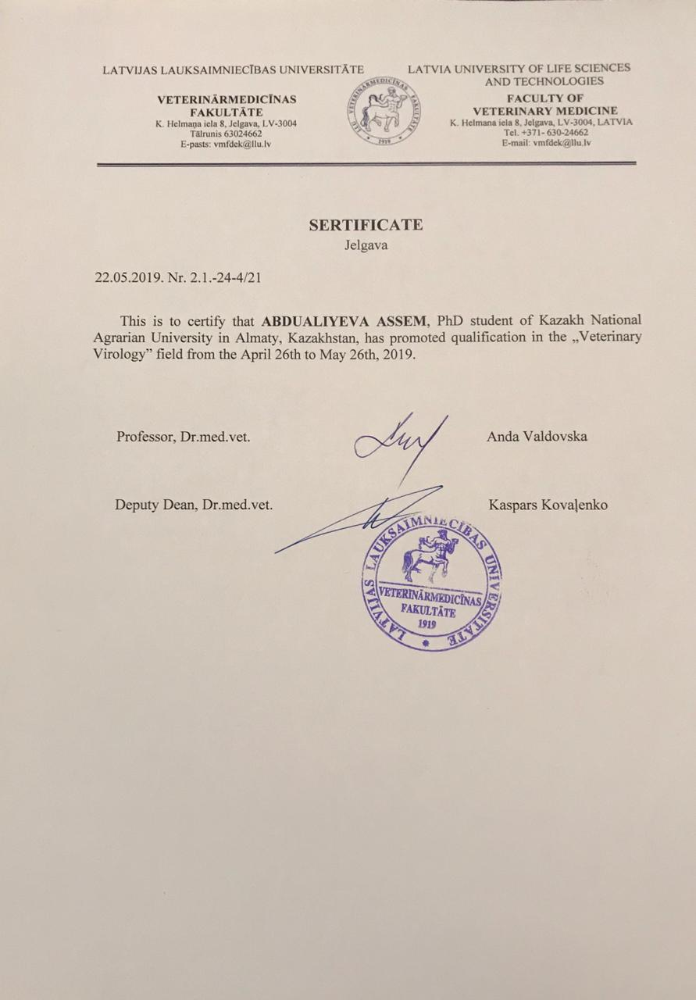 LATVIJAS LAUKSAIMNIECĪBAS UNIVERSITĀTE
VETERINĀRMEDICĪNAS
FAKULTĀTE
K. Helmaņa iela 8, Jelgava, LV-3004
Tālrunis 63024662
E-pasts: vmfdek@llu.lv
LLU VETERINĀRMEDICĪNAS FAKULTĀTE
1919
LATVIA UNIVERSITY OF LIFE SCIENCES
AND TECHNOLOGIES
FACULTY OF
VETERINARY MEDICINE
K. Helmana iela 8, Jelgava, LV-3004, LATVIA
Tel. +371- 630-24662
E-mail: vmfdek@llu.lv
SERTIFICATE
Jelgava
22.05.2019. Nr. 2.1.-24-4/21
This is to certify that ABDUALIYEVA ASSEM, PhD student of Kazakh National
Agrarian University in Almaty, Kazakhstan, has promoted qualification in the „Veterinary
Virology” field from the April 26th to May 26th, 2019.
Professor, Dr.med.vet. Anda Valdovska
Deputy Dean, Dr.med.vet. Kaspars Kovaļenko
LATVIJAS LAUKSAIMNIECĪBAS UNIVERSITĀTE
VETERINĀRMEDICĪNAS
FAKULTĀTE
1919